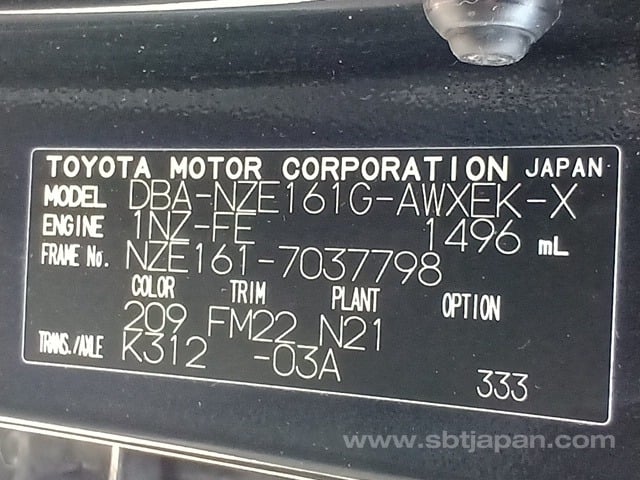 TOYOTA MOTOR CORPORATION JAPAN
MODEL DBA-NZE161G-AWXEK-X
ENGINE 1NZ-FE 1496 mL
FRAME No. NZE161-7037798
COLOR TRIM PLANT OPTION
209 FM22 N21
TRANS./AXLE K312 -03A
333
www.sbtjapan.com